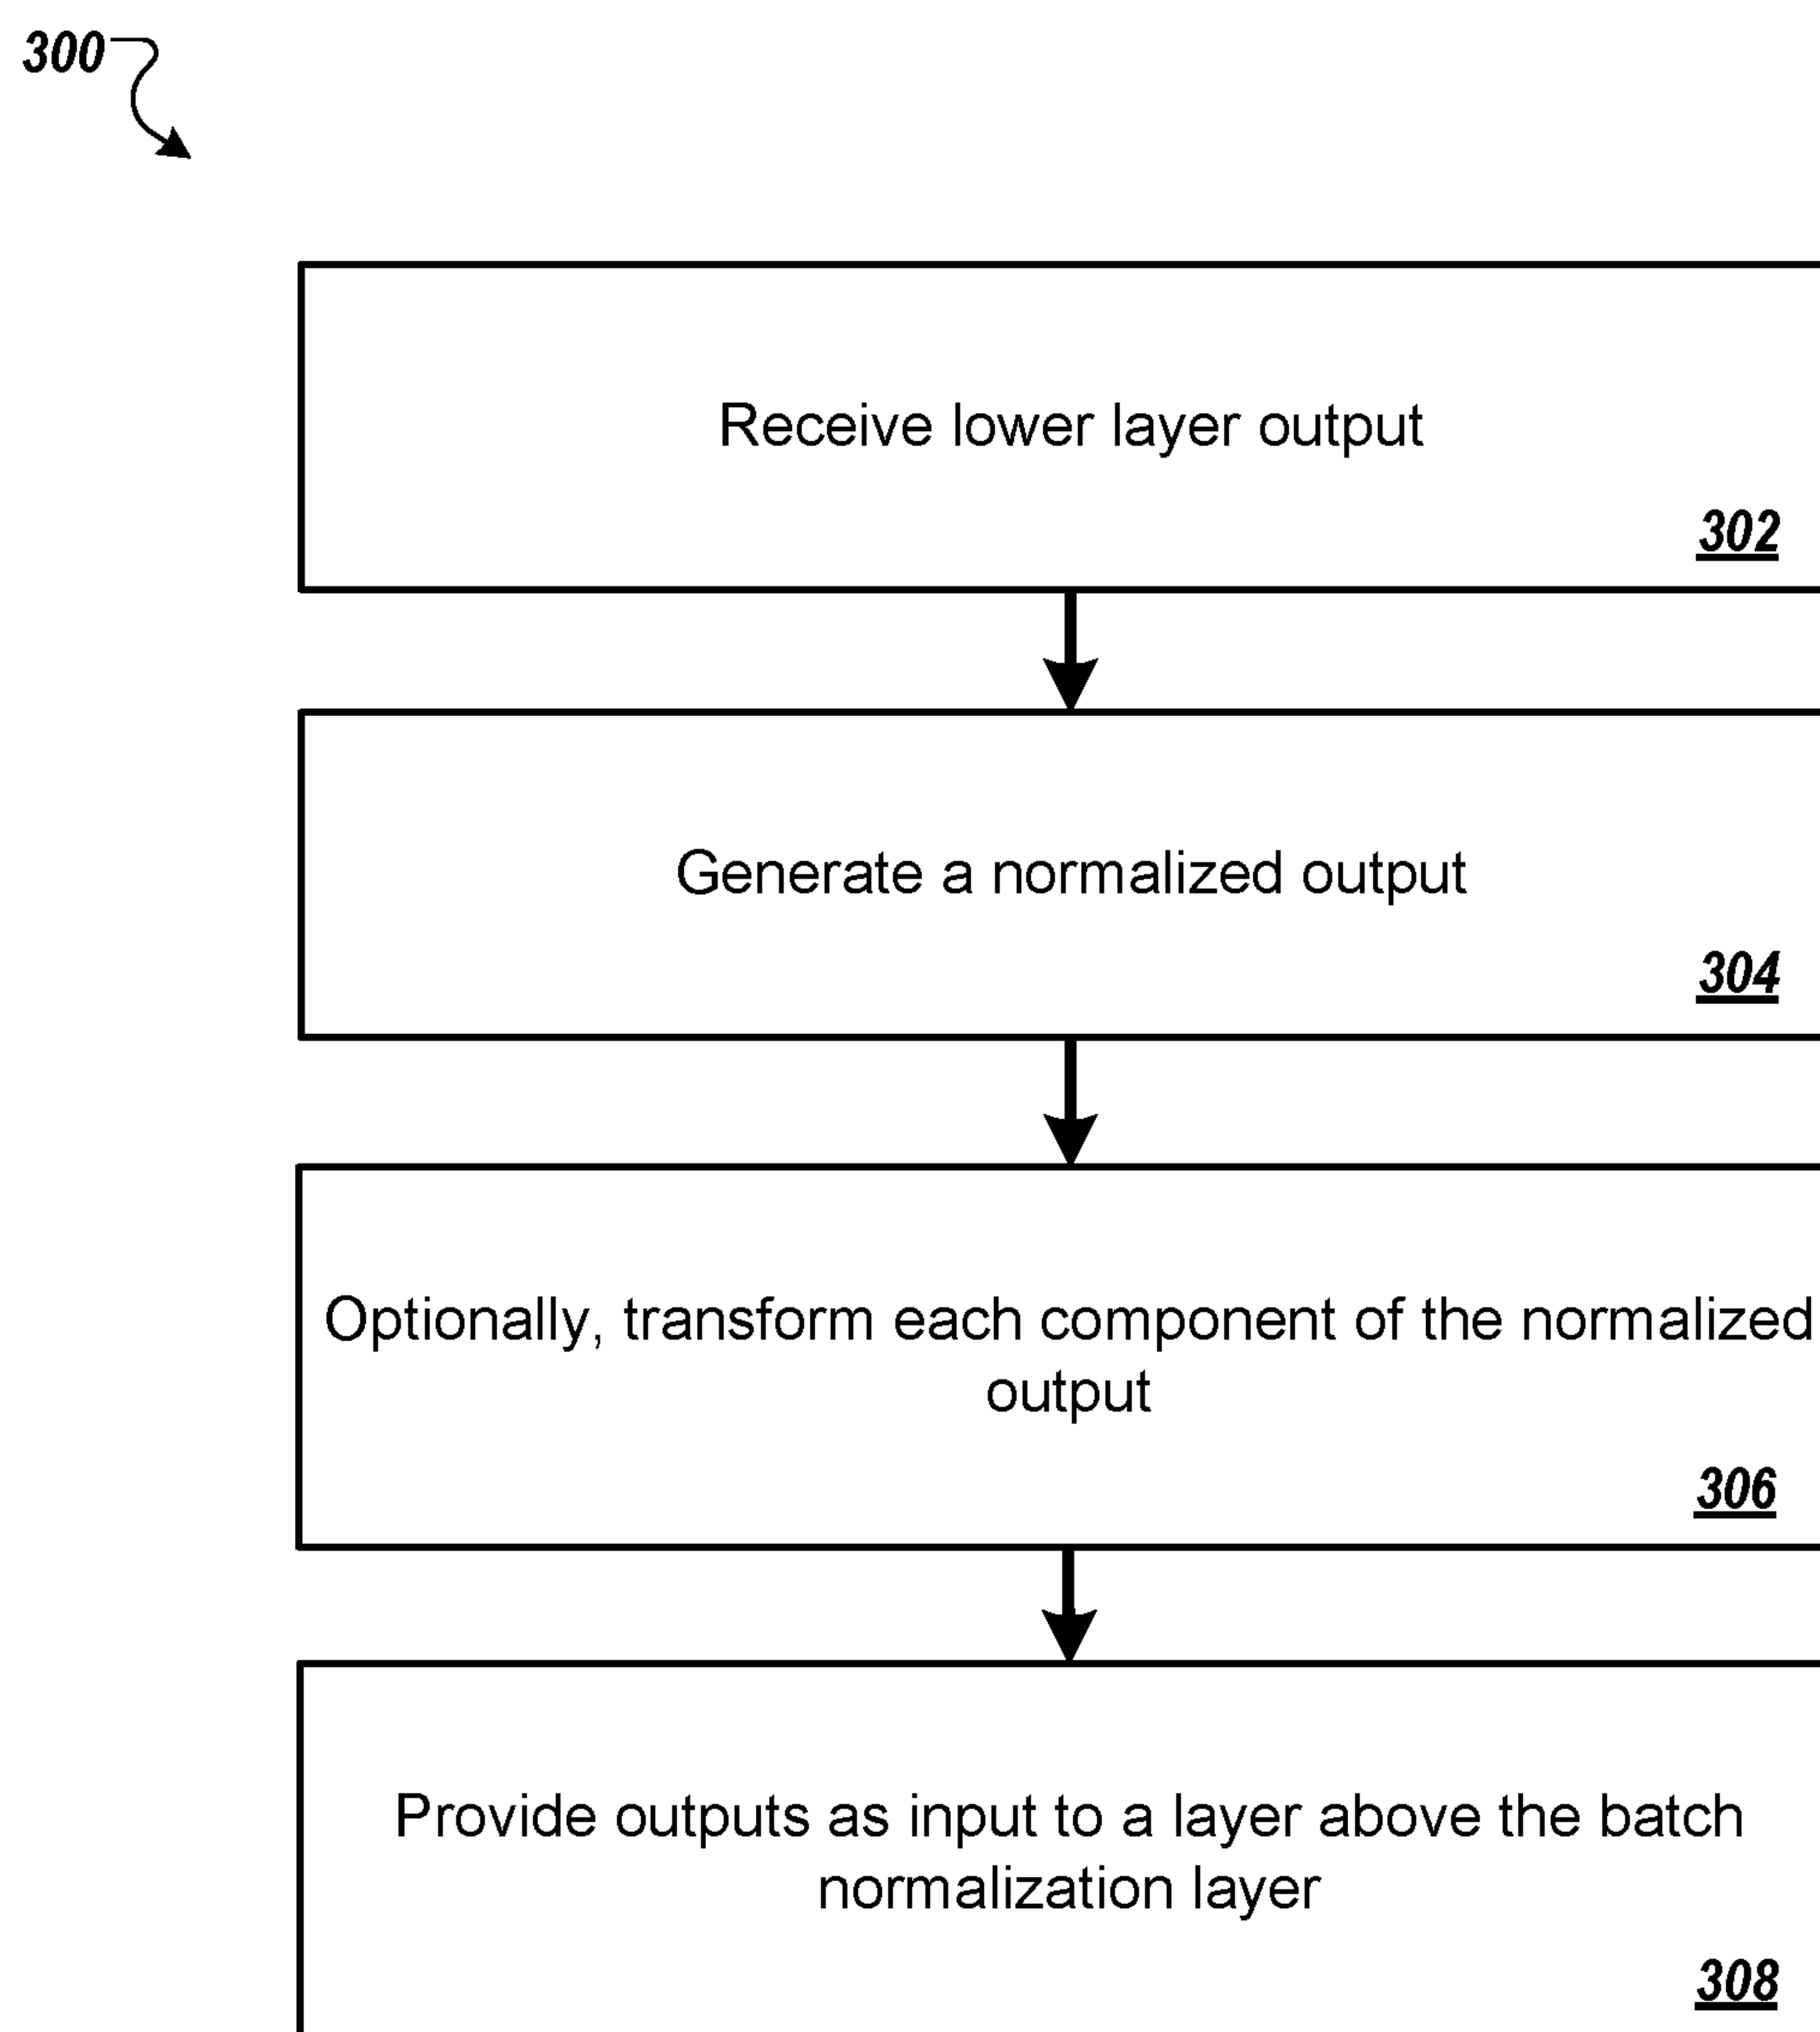 300
Receive lower layer output
302
Generate a normalized output
304
Optionally, transform each component of the normalized
output
306
Provide outputs as input to a layer above the batch
normalization layer
308